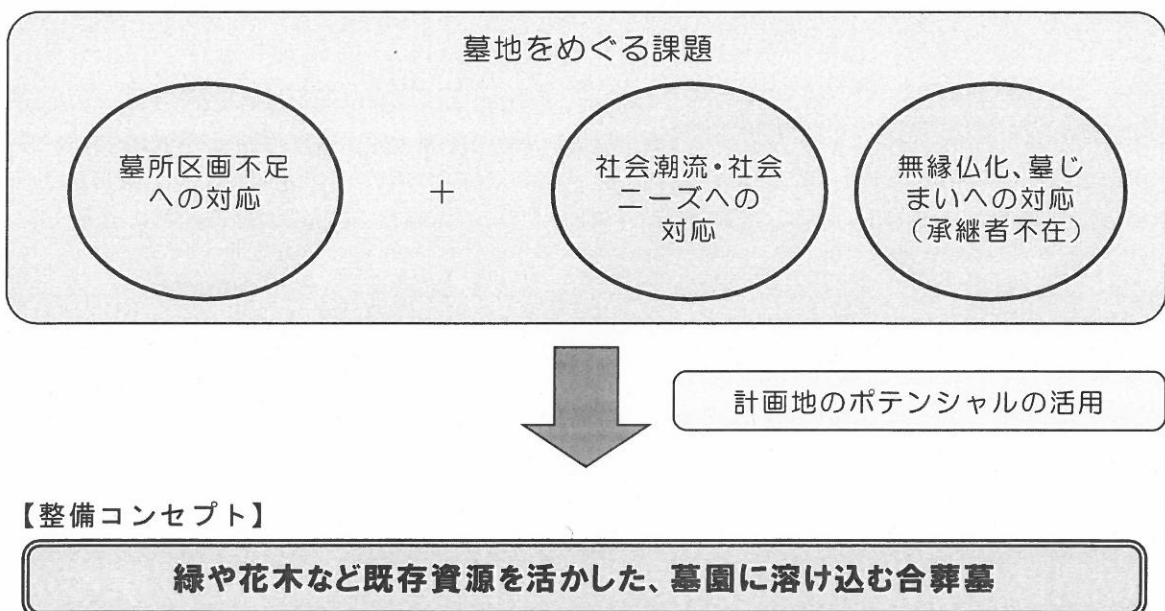 墓地をめぐる課題
墓所区画不足
への対応
+
社会潮流・社会
ニーズへの
対応
無縁仏化、墓じ
まいへの対応
（承継者不在）
計画地のポテンシャルの活用
【整備コンセプト】
緑や花木など既存資源を活かした、墓園に溶け込む合葬墓